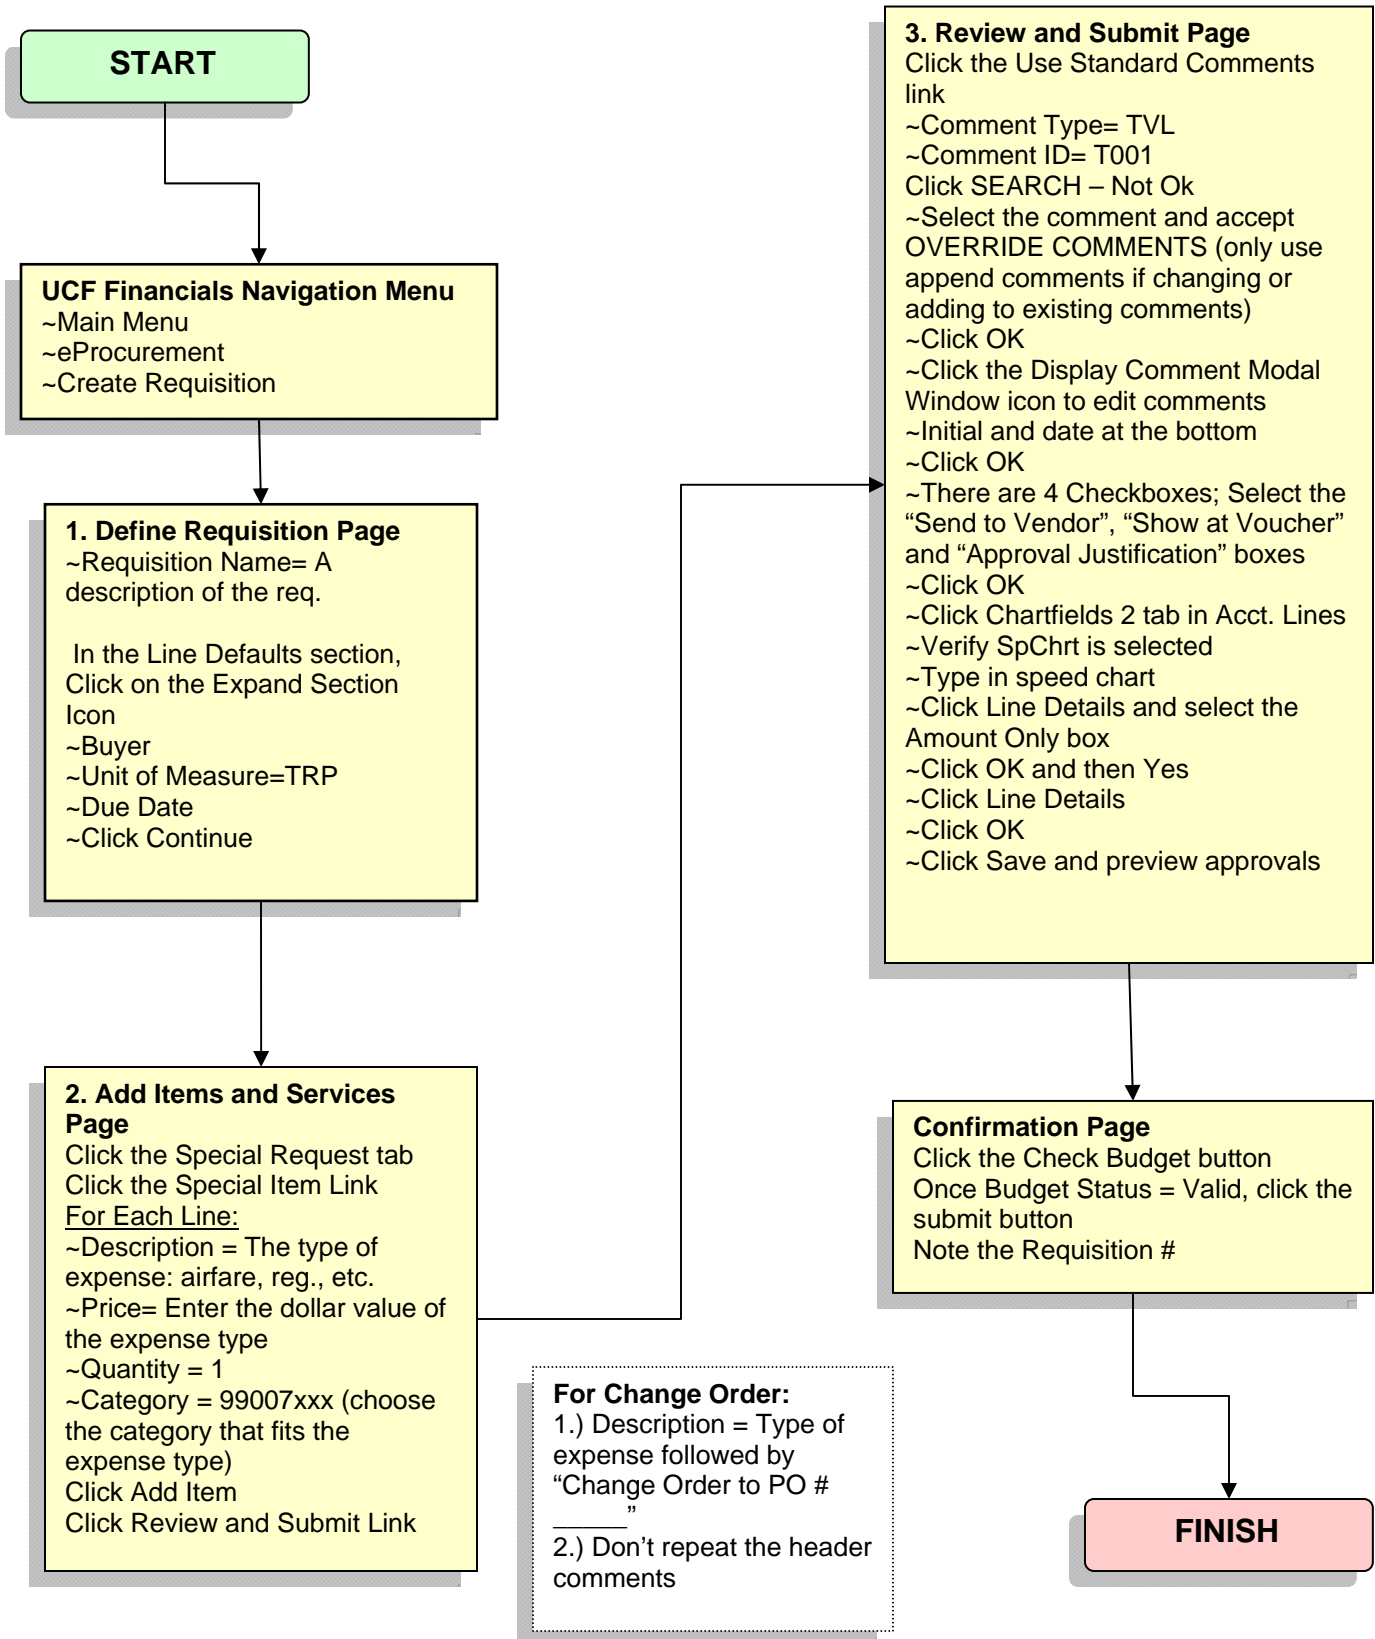 START
UCF Financials Navigation Menu
~Main Menu
~eProcurement
~Create Requisition
1. Define Requisition Page
~Requisition Name= A
description of the req.
In the Line Defaults section,
Click on the Expand Section
Icon
~Buyer
~Unit of Measure=TRP
~Due Date
~Click Continue
2. Add Items and Services
Page
Click the Special Request tab
Click the Special Item Link
For Each Line:
~Description = The type of
expense: airfare, reg., etc.
~Price= Enter the dollar value of
the expense type
~Quantity = 1
~Category = 99007xxx (choose
the category that fits the
expense type)
Click Add Item
Click Review and Submit Link
For Change Order:
1.) Description = Type of
expense followed by
“Change Order to PO #
_____”
2.) Don’t repeat the header
comments
3. Review and Submit Page
Click the Use Standard Comments
link
~Comment Type= TVL
~Comment ID= T001
Click SEARCH – Not Ok
~Select the comment and accept
OVERRIDE COMMENTS (only use
append comments if changing or
adding to existing comments)
~Click OK
~Click the Display Comment Modal
Window icon to edit comments
~Initial and date at the bottom
~Click OK
~There are 4 Checkboxes; Select the
“Send to Vendor”, “Show at Voucher”
and “Approval Justification” boxes
~Click OK
~Click Chartfields 2 tab in Acct. Lines
~Verify SpChrt is selected
~Type in speed chart
~Click Line Details and select the
Amount Only box
~Click OK and then Yes
~Click Line Details
~Click OK
~Click Save and preview approvals
Confirmation Page
Click the Check Budget button
Once Budget Status = Valid, click the
submit button
Note the Requisition #
FINISH